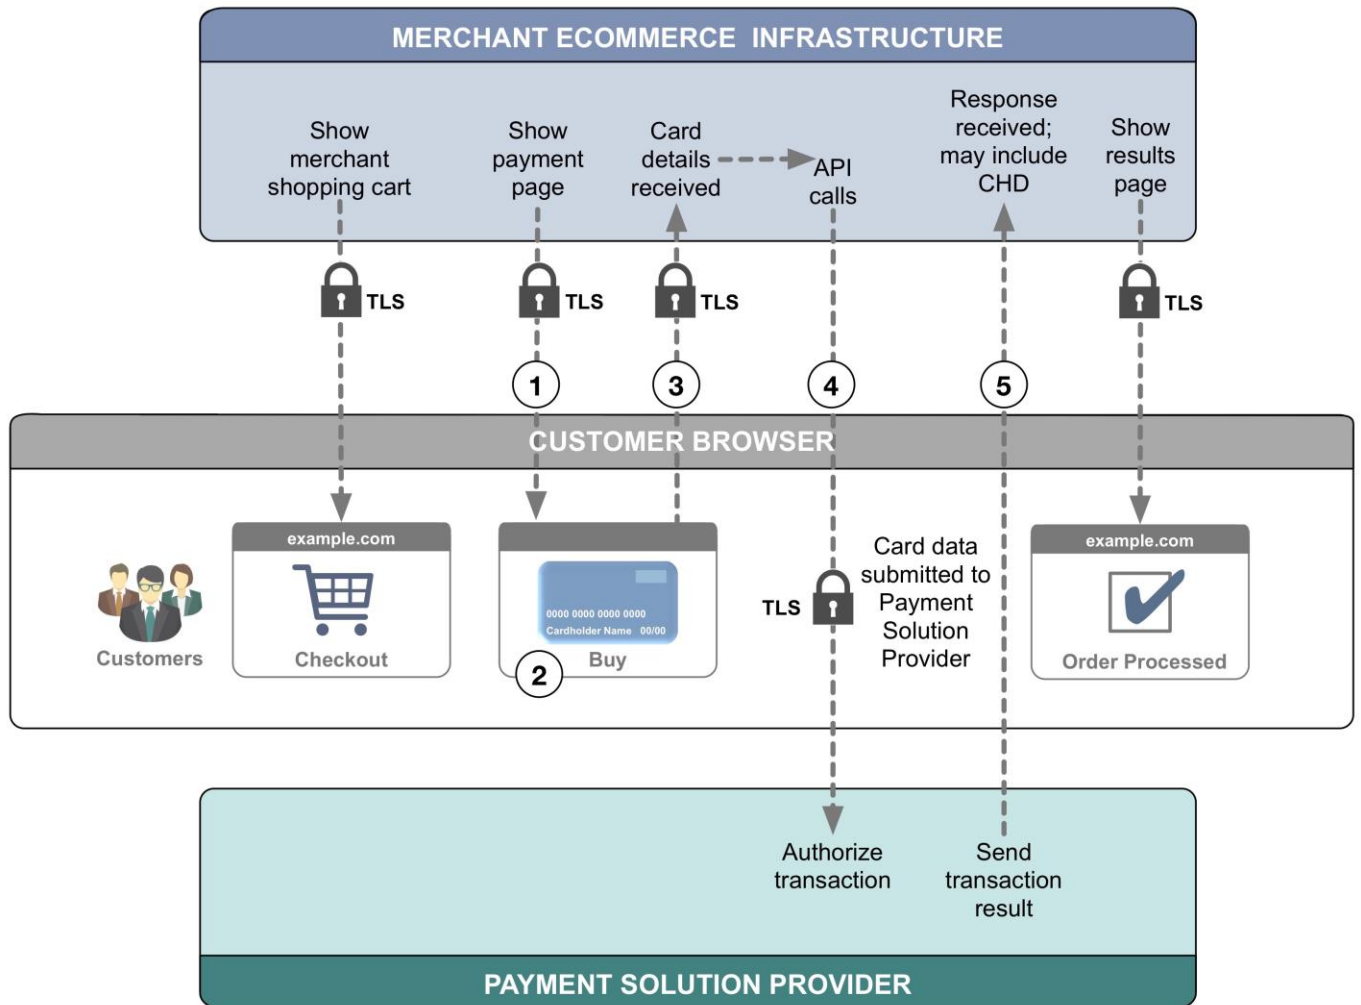 MERCHANT ECOMMERCE INFRASTRUCTURE
Show
merchant
shopping cart
Show
payment
page
Card
details
received
API
calls
Response
received;
may include
CHD
Show
results
page
TLS
TLS
TLS
TLS
1
3
4
5
CUSTOMER BROWSER
Customers
example.com
Checkout
0000 0000 0000 0000
Cardholder Name 00/00
Buy
2
TLS
Card data
submitted to
Payment
Solution
Provider
example.com
Order Processed
Authorize
transaction
Send
transaction
result
PAYMENT SOLUTION PROVIDER